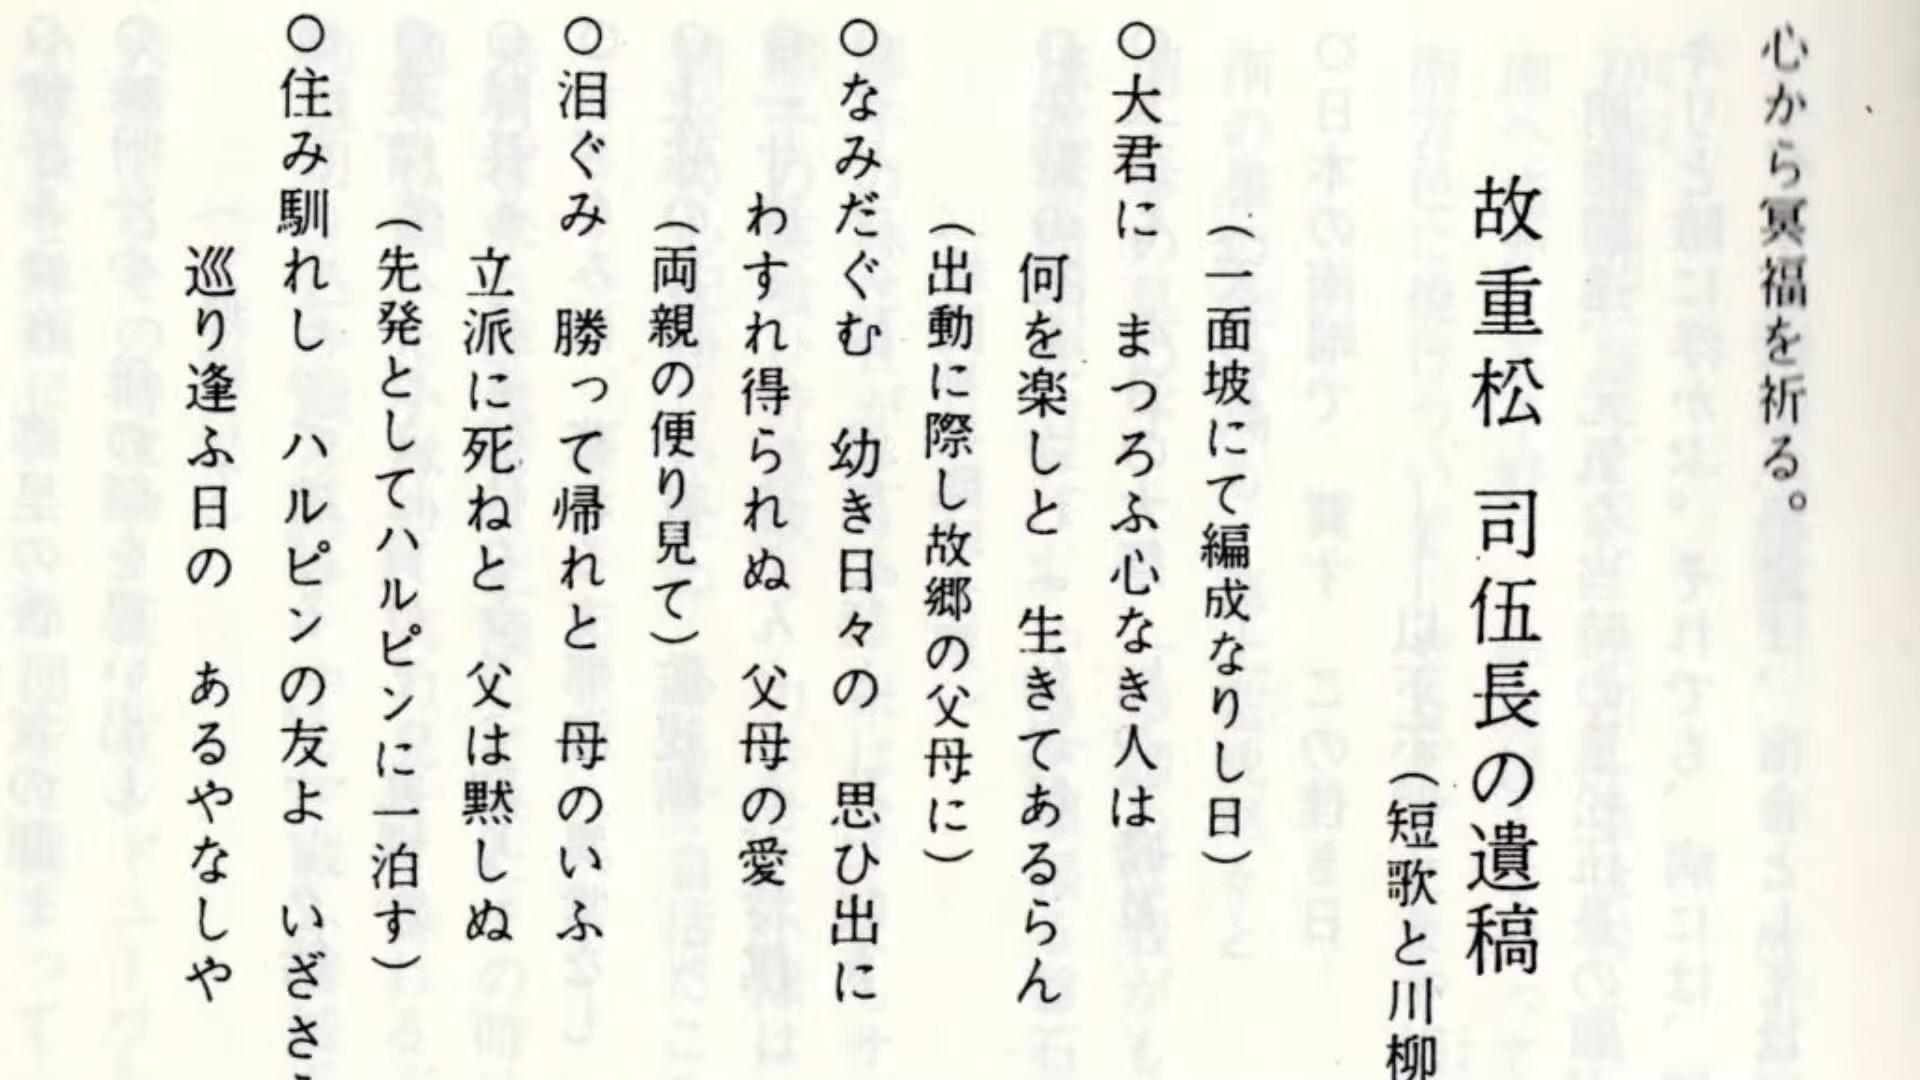 心から冥福を祈る。
故重松 司伍長の遺稿
(短歌と川柳
(一面坡にて編成なりし日)
○大君に まつろふ心なき人は
何を楽しと 生きてあるらん
(出動に際し故郷の父母に)
○なみだぐむ 幼き日々の 思ひ出に
わすれ得られぬ 父母の愛
(両親の便り見て)
○泪ぐみ 勝って帰れと 母のいふ
立派に死ねと 父は黙しぬ
(先発としてハルピンに一泊す)
○住み馴れし ハルピンの友よ いざさ
巡り逢ふ日の あるやなしや